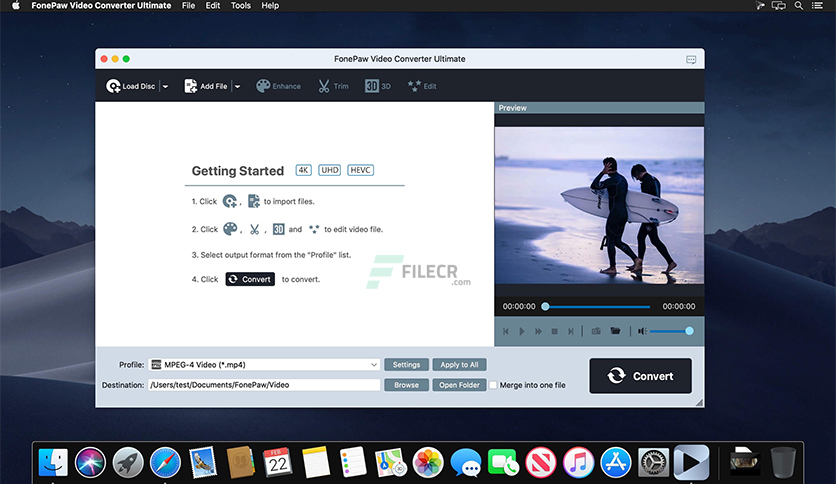 FonePaw Video Converter Ultimate File Edit Tools Help
FonePaw Video Converter Ultimate
Load Disc Add File Enhance Trim 3D 3D Edit
Preview
Getting Started 4K UHD HEVC
1. Click , to import files.
2. Click , , 3D and to edit video file.
3. Select output format from the "Profile" list.
4. Click Convert to convert.
FILECR
.com
00:00:00 00:00:00
Profile: MPEG-4 Video (*.mp4) Settings Apply to All
Destination: /Users/test/Documents/FonePaw/Video Browse Open Folder Merge into one file
Convert
FEB
22